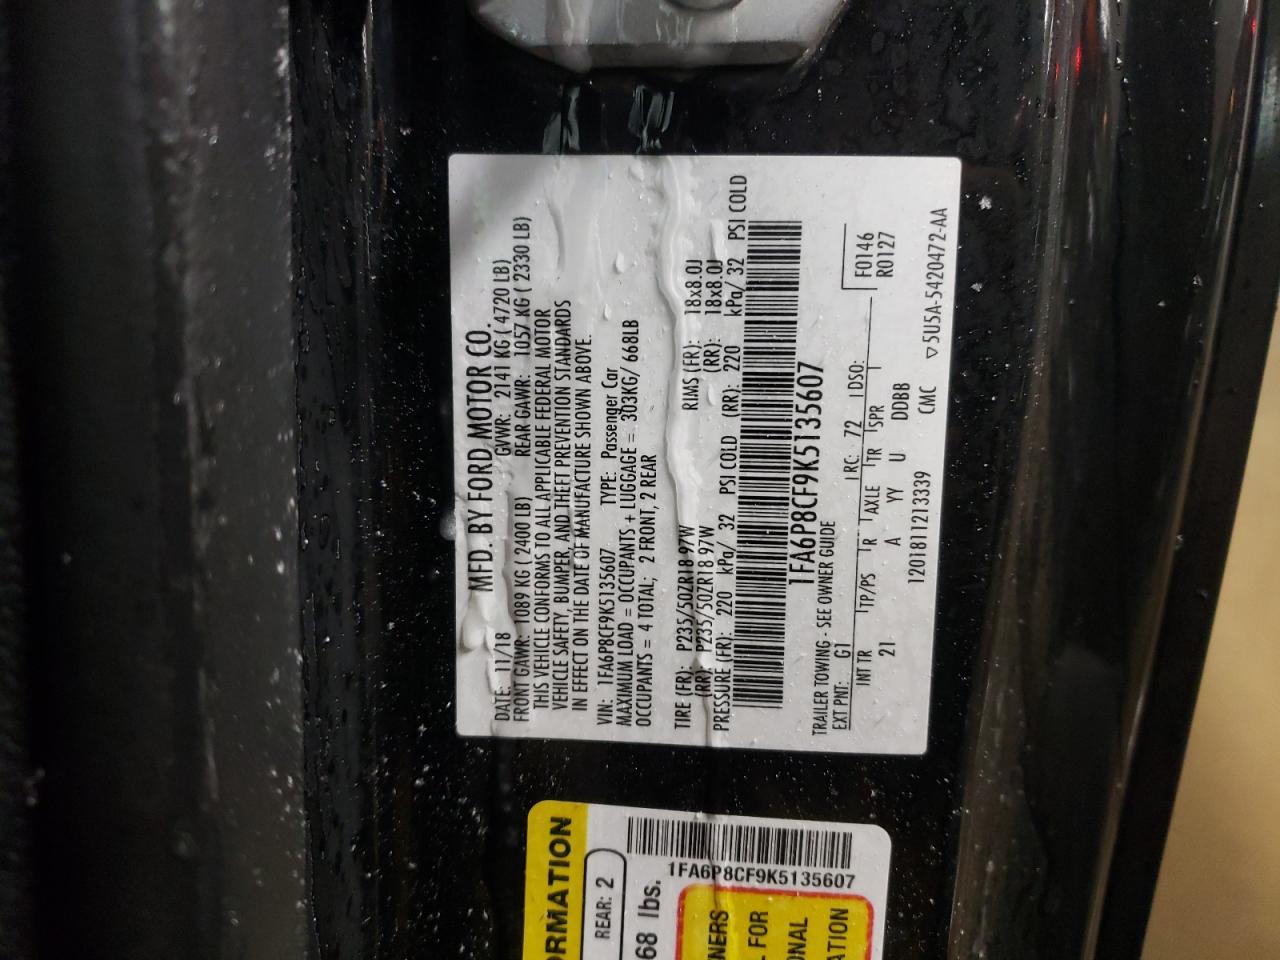 MFD. BY FORD MOTOR CO.
DATE: 11/18 GVWR: 2141 KG ( 4720 LB)
FRONT GAWR: 1089 KG ( 2400 LB) REAR GAWR: 1057 KG ( 2330 LB)
THIS VEHICLE CONFORMS TO ALL APPLICABLE FEDERAL MOTOR
VEHICLE SAFETY, BUMPER, AND THEFT PREVENTION STANDARDS
IN EFFECT ON THE DATE OF MANUFACTURE SHOWN ABOVE.
VIN: 1FA6P8CF9K5135607 TYPE: Passenger Car
MAXIMUM LOAD = OCCUPANTS + LUGGAGE = 303KG/ 668LB
OCCUPANTS = 4 TOTAL; 2 FRONT, 2 REAR
TIRE (FR): P235/50ZR18 97W RIMS (FR): 18x8.0J
(RR): P235/50ZR18 97W (RR): 18x8.0J
PRESSURE (FR): 220 kPa/ 32 PSI COLD (RR): 220 kPa/ 32 PSI COLD
1FA6P8CF9K5135607
TRAILER TOWING - SEE OWNER GUIDE
EXT PNT: G1 RC: 72 DSO: F0146
INT TR TP/PS R AXLE TR SPR R0127
21 A YY U DDBB
1201811213339 CMC ▽5U5A-5420472-AA
ORMATION
REAR: 2
68 lbs.
1FA6P8CF9K5135607
NERS
L FOR
ONAL
ATION